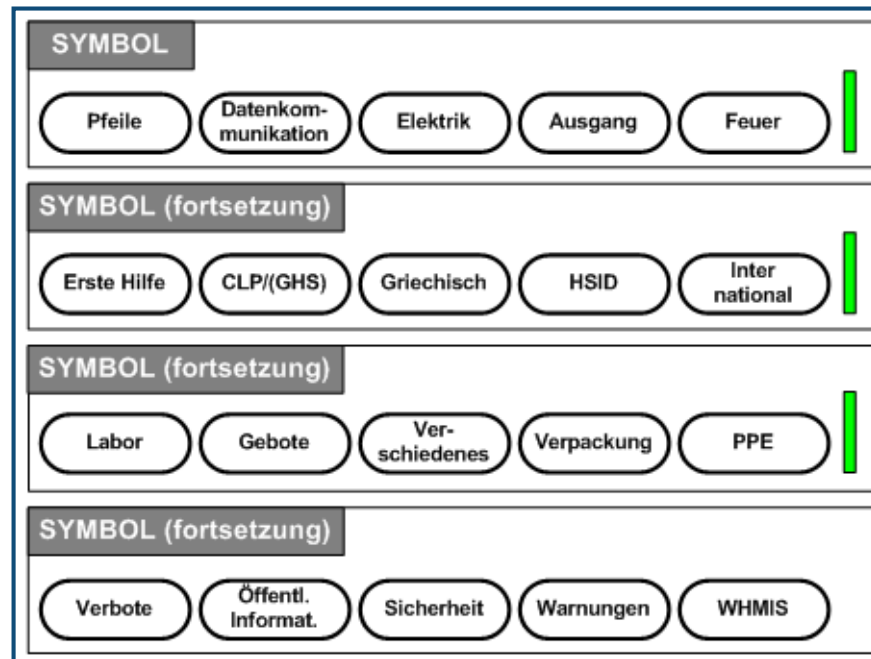 SYMBOL
Pfeile
Datenkom-
munikation
Elektrik
Ausgang
Feuer
SYMBOL (fortsetzung)
Erste Hilfe
CLP/(GHS)
Griechisch
HSID
Inter
national
SYMBOL (fortsetzung)
Labor
Gebote
Ver-
schiedenes
Verpackung
PPE
SYMBOL (fortsetzung)
Verbote
Öffentl.
Informat.
Sicherheit
Warnungen
WHMIS